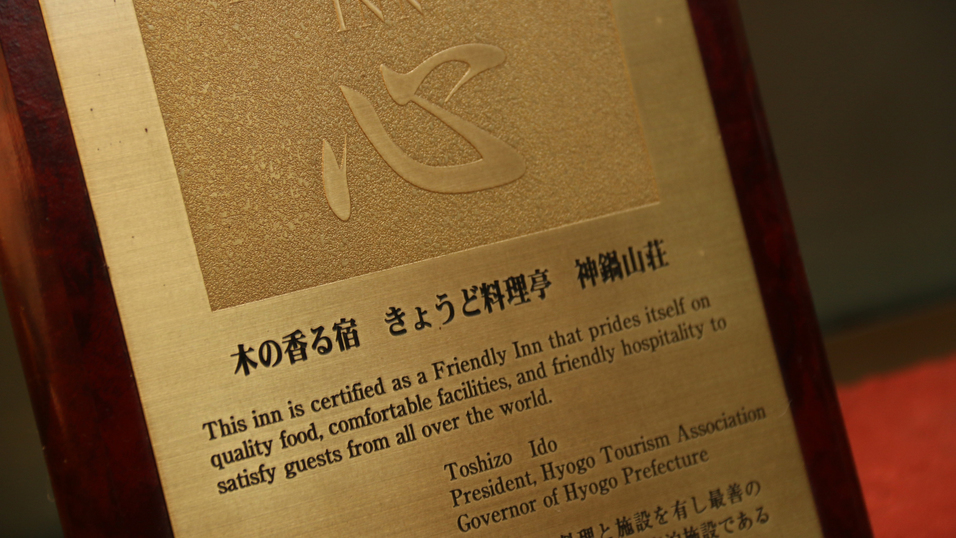 心
木の香る宿 きょうど料理亭 神鍋山荘
This inn is certified as a Friendly Inn that prides itself on
quality food, comfortable facilities, and friendly hospitality to
satisfy guests from all over the world.
Toshizo Ido
President, Hyogo Tourism Association
Governor of Hyogo Prefecture
料理と施設を有し最善の
泊施設である